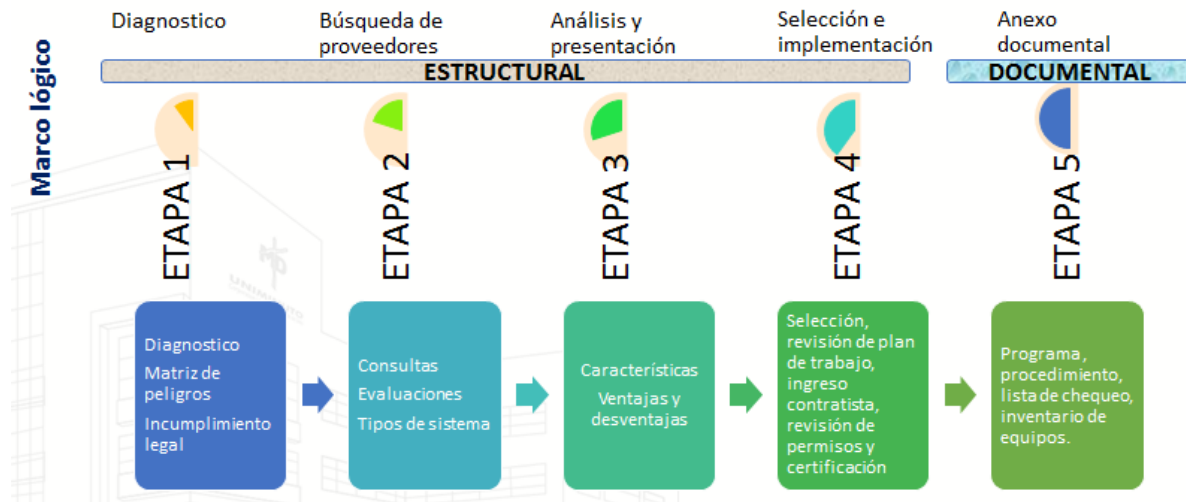 Marco lógico
Diagnostico
Búsqueda de
proveedores
Análisis y
presentación
Selección e
implementación
Anexo
documental
ESTRUCTURAL
DOCUMENTAL
ETAPA 1
ETAPA 2
ETAPA 3
ETAPA 4
ETAPA 5
Diagnostico
Matriz de
peligros
Incumplimiento
legal
Consultas
Evaluaciones
Tipos de sistema
Características
Ventajas y
desventajas
Selección,
revisión de plan
de trabajo,
ingreso
contratista,
revisión de
permisos y
certificación
Programa,
procedimiento,
lista de chequeo,
inventario de
equipos.